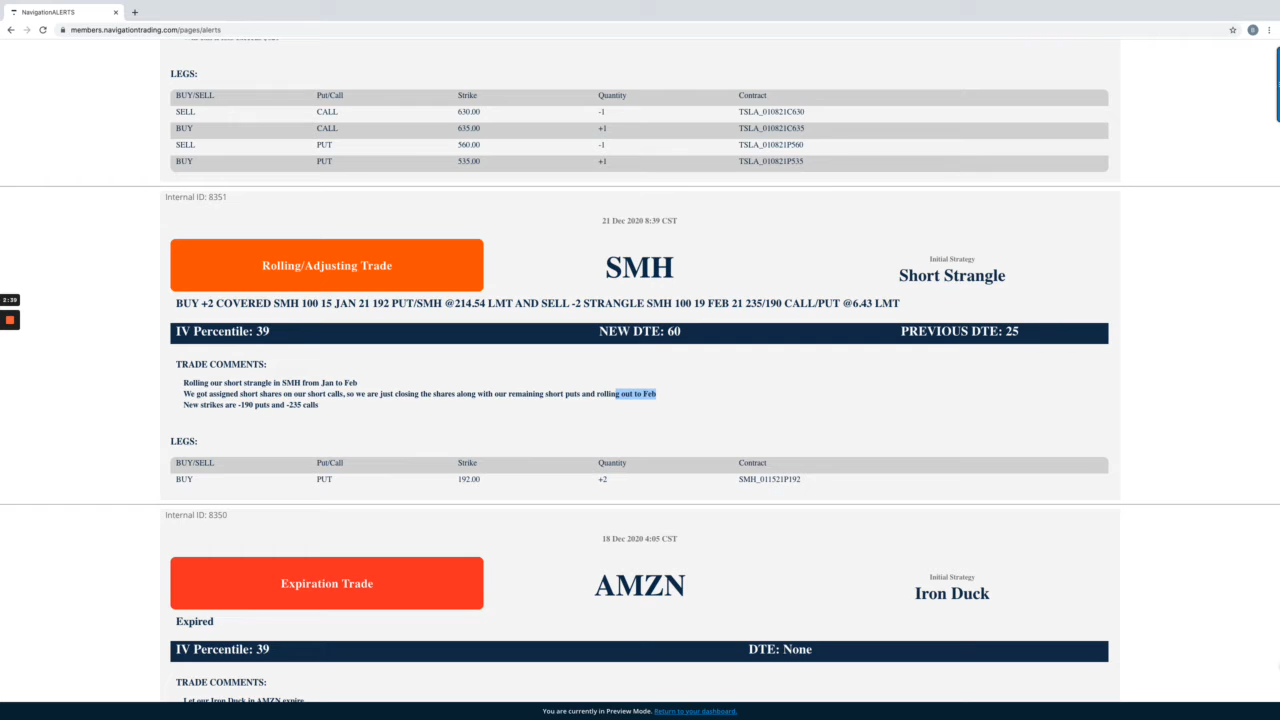 NavigationALERTS
members.navigationtrading.com/pages/alerts
LEGS:
BUY/SELL Put/Call Strike Quantity Contract
SELL CALL 630.00 -1 TSLA_010821C630
BUY CALL 635.00 +1 TSLA_010821C635
SELL PUT 560.00 -1 TSLA_010821P560
BUY PUT 535.00 +1 TSLA_010821P535
Internal ID: 8351
21 Dec 2020 8:39 CST
Rolling/Adjusting Trade
SMH
Initial Strategy
Short Strangle
2:39
BUY +2 COVERED SMH 100 15 JAN 21 192 PUT/SMH @214.54 LMT AND SELL -2 STRANGLE SMH 100 19 FEB 21 235/190 CALL/PUT @6.43 LMT
IV Percentile: 39 NEW DTE: 60 PREVIOUS DTE: 25
TRADE COMMENTS:
Rolling our short strangle in SMH from Jan to Feb
We got assigned short shares on our short calls, so we are just closing the shares along with our remaining short puts and rolling out to Feb
New strikes are -190 puts and -235 calls
LEGS:
BUY/SELL Put/Call Strike Quantity Contract
BUY PUT 192.00 +2 SMH_011521P192
Internal ID: 8350
18 Dec 2020 4:05 CST
Expiration Trade
AMZN
Initial Strategy
Iron Duck
Expired
IV Percentile: 39 DTE: None
TRADE COMMENTS:
Let our Iron Duck in AMZN expire
You are currently in Preview Mode. Return to your dashboard.